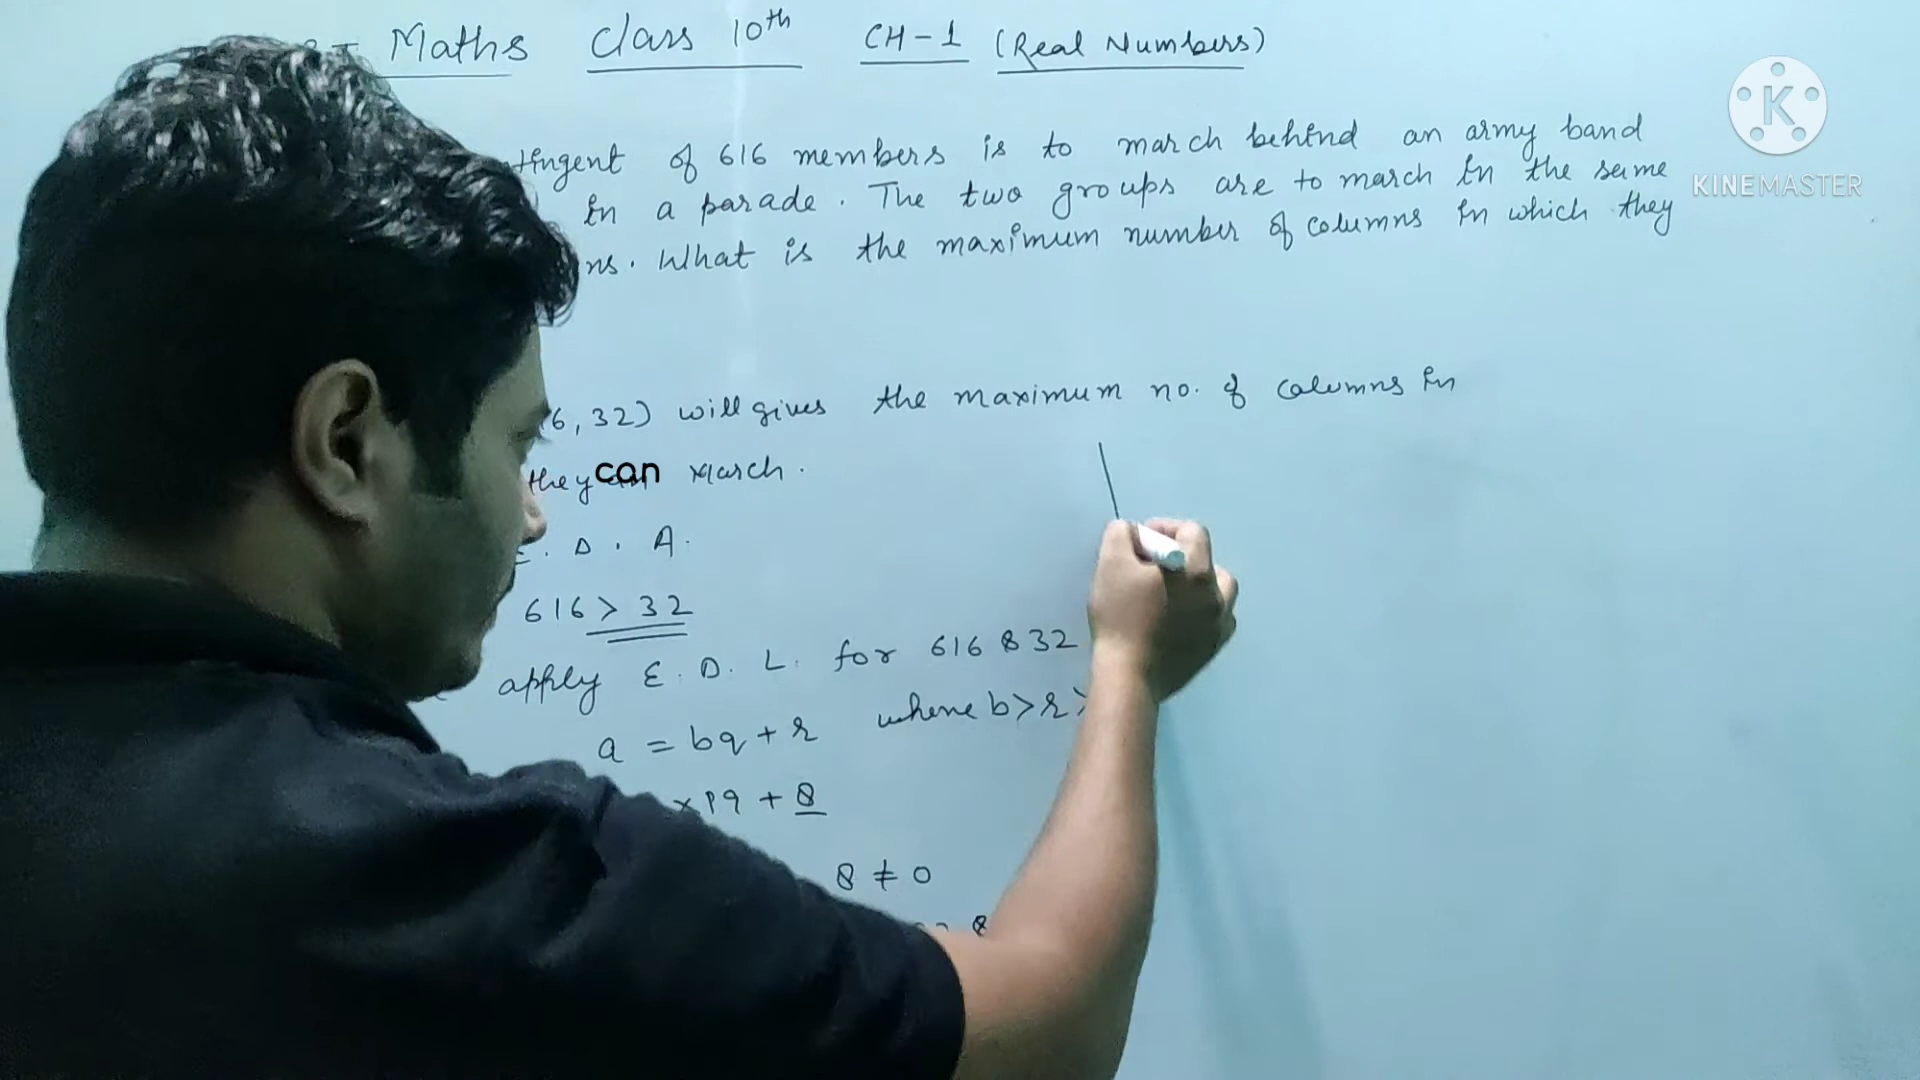 Maths Class 10th CH-1 (Real Numbers)
tingent of 616 members is to march behind an army band
in a parade. The two groups are to march in the same
ns. What is the maximum number of columns in which they
6, 32) will gives the maximum no. of columns in
they can March.
E. D. A.
616 > 32
apply E. D. L. for 616 & 32
a = bq + r where b > r >
x 19 + 8
8 ≠ 0
8
KINEMASTER